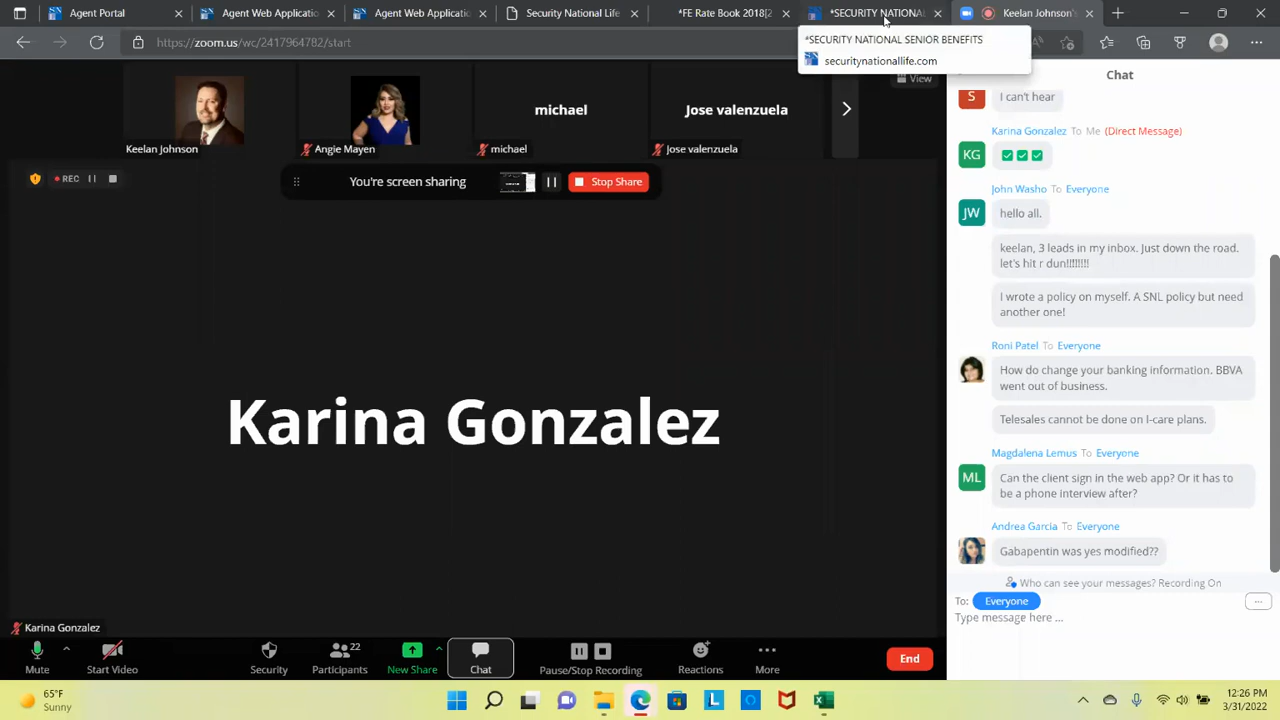 Agent Portal
Agent Web Applicatio
Agent Web Applicatio
Security National Life
*FE Rate Book 2018[2
*SECURITY NATIONAL
Keelan Johnson's
https://zoom.us/wc/2417964782/start
*SECURITY NATIONAL SENIOR BENEFITS
securitynationallife.com
View
Chat
michael
Jose valenzuela
Keelan Johnson
Angie Mayen
michael
Jose valenzuela
REC
You're screen sharing
Stop Share
S
I can't hear
Karina Gonzalez To Me (Direct Message)
KG
John Washo To Everyone
JW
hello all.
keelan, 3 leads in my inbox. Just down the road.
let's hit r dun!!!!!!!
I wrote a policy on myself. A SNL policy but need
another one!
Roni Patel To Everyone
How do change your banking information. BBVA
went out of business.
Telesales cannot be done on I-care plans.
Magdalena Lemus To Everyone
ML
Can the client sign in the web app? Or it has to
be a phone interview after?
Andrea Garcia To Everyone
Gabapentin was yes modified??
Who can see your messages? Recording On
To: Everyone
Type message here ...
Karina Gonzalez
Karina Gonzalez
Mute
Start Video
Security
22
Participants
New Share
Chat
Pause/Stop Recording
Reactions
More
End
65°F
Sunny
12:26 PM
3/31/2022